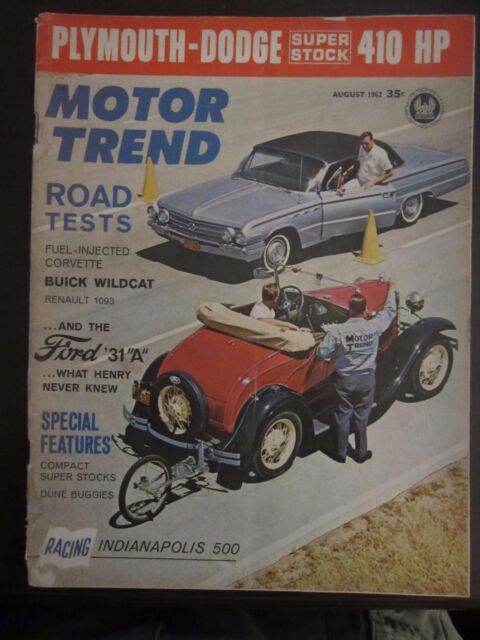 PLYMOUTH-DODGE SUPER STOCK 410 HP
AUGUST 1962 35¢
MOTOR
TREND
ROAD
TESTS
FUEL-INJECTED
CORVETTE
BUICK WILDCAT
RENAULT 1093
...AND THE
Ford '31 "A"
...WHAT HENRY
NEVER KNEW
SPECIAL
FEATURES
COMPACT
SUPER STOCKS
DUNE BUGGIES
RACING INDIANAPOLIS 500
MOTOR
TREND